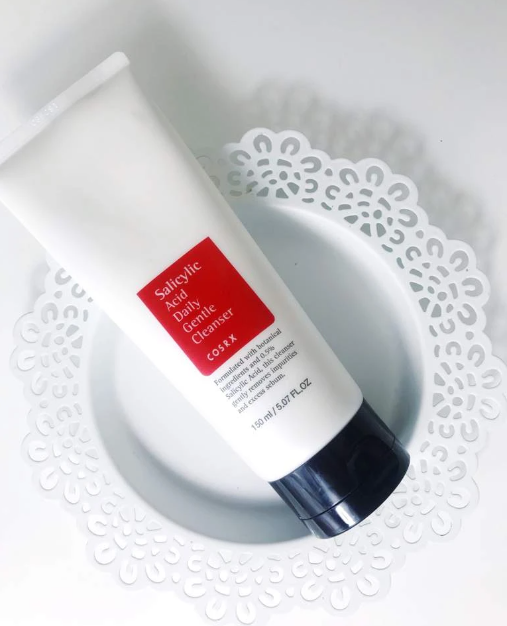 Salicylic
Acid
Daily
Gentle
Cleanser
COSRX
Formulated with botanical
ingredients and 0.5%
Salicylic Acid, this cleanser
gently removes impurities
and excess sebum.
150 ml / 5.07 FL.OZ